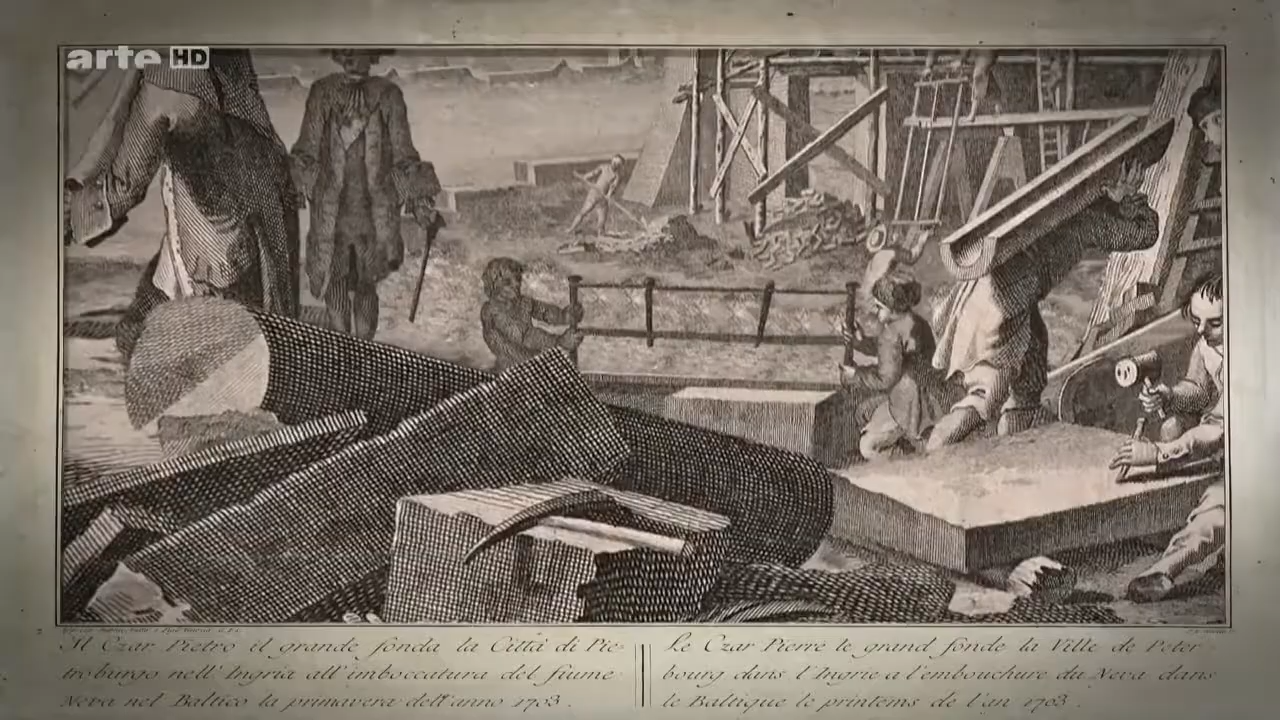 arte HD
Il Czar Pietro il grande fonda la Città di Pie-
troburgo nell'Ingria all'imboccatura del fiume
Neva nel Baltico la primavera dell'anno 1703.
Le Czar Pierre le grand fonde la Ville de Peter
bourg dans l'Ingrie a l'embouchure du Neva dans
le Baltique le printems de l'an 1703.